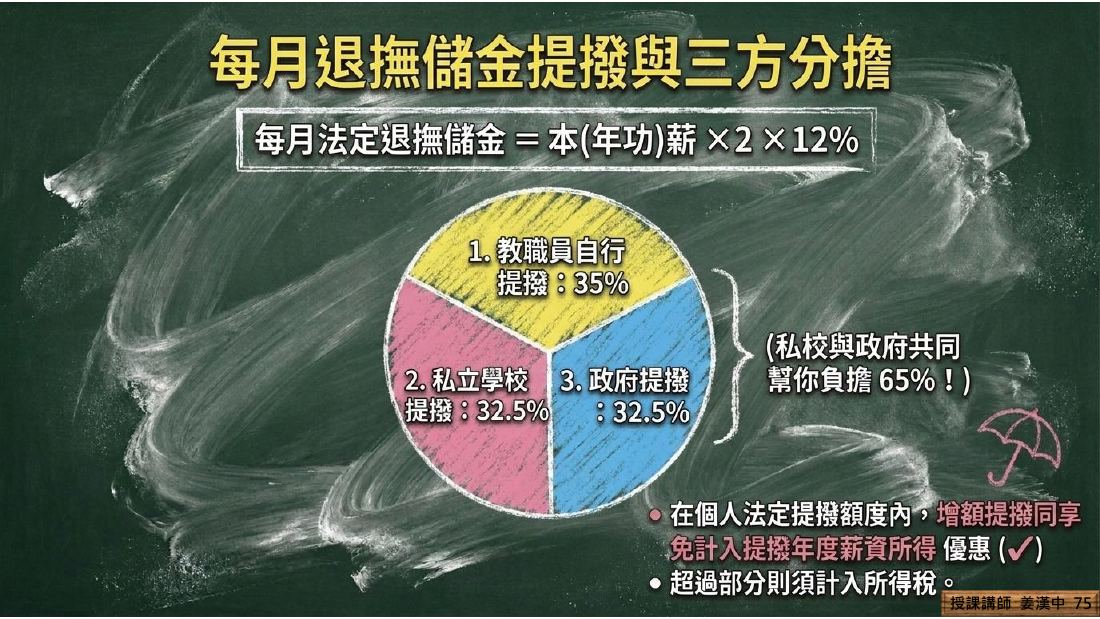 每月退撫儲金提撥與三方分擔
每月法定退撫儲金 = 本(年功)薪 ×2 ×12%
1. 教職員自行
提撥：35%
2. 私立學校
提撥：32.5%
3. 政府提撥
：32.5%
(私校與政府共同
幫你負擔 65%！)
• 在個人法定提撥額度內，增額提撥同享
免計入提撥年度薪資所得 優惠 (✓)
• 超過部分則須計入所得稅。
授課講師 姜漢中 75